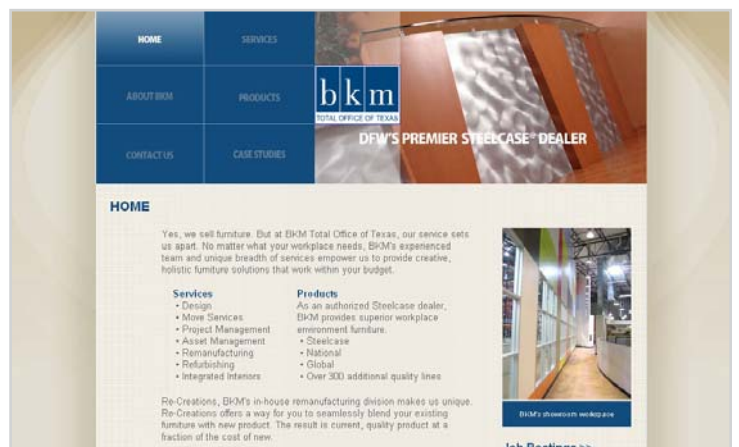 HOME
SERVICES
ABOUT BKM
PRODUCTS
CONTACT US
CASE STUDIES
bkm
TOTAL OFFICE OF TEXAS
DFW'S PREMIER STEELCASE® DEALER
HOME
Yes, we sell furniture. But at BKM Total Office of Texas, our service sets
us apart. No matter what your workplace needs, BKM's experienced
team and unique breadth of services empower us to provide creative,
holistic furniture solutions that work within your budget.
Services
• Design
• Move Services
• Project Management
• Asset Management
• Remanufacturing
• Refurbishing
• Integrated Interiors
Products
As an authorized Steelcase dealer,
BKM provides superior workplace
environment furniture.
• Steelcase
• National
• Global
• Over 300 additional quality lines
Re-Creations, BKM's in-house remanufacturing division makes us unique.
Re-Creations offers a way for you to seamlessly blend your existing
furniture with new product. The result is current, quality product at a
fraction of the cost of new.
BKM's showroom workspace
Job Postings >>